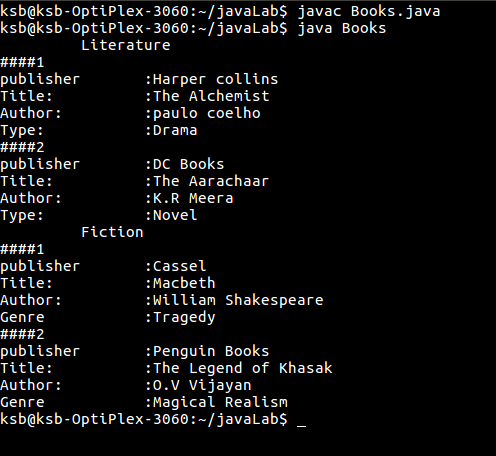 ksb@ksb-OptiPlex-3060:~/javaLab$ javac Books.java
ksb@ksb-OptiPlex-3060:~/javaLab$ java Books
Literature
####1
publisher :Harper collins
Title: :The Alchemist
Author: :paulo coelho
Type: :Drama
####2
publisher :DC Books
Title: :The Aarachaar
Author: :K.R Meera
Type: :Novel
Fiction
####1
publisher :Cassel
Title: :Macbeth
Author: :William Shakespeare
Genre :Tragedy
####2
publisher :Penguin Books
Title: :The Legend of Khasak
Author: :O.V Vijayan
Genre :Magical Realism
ksb@ksb-OptiPlex-3060:~/javaLab$ _